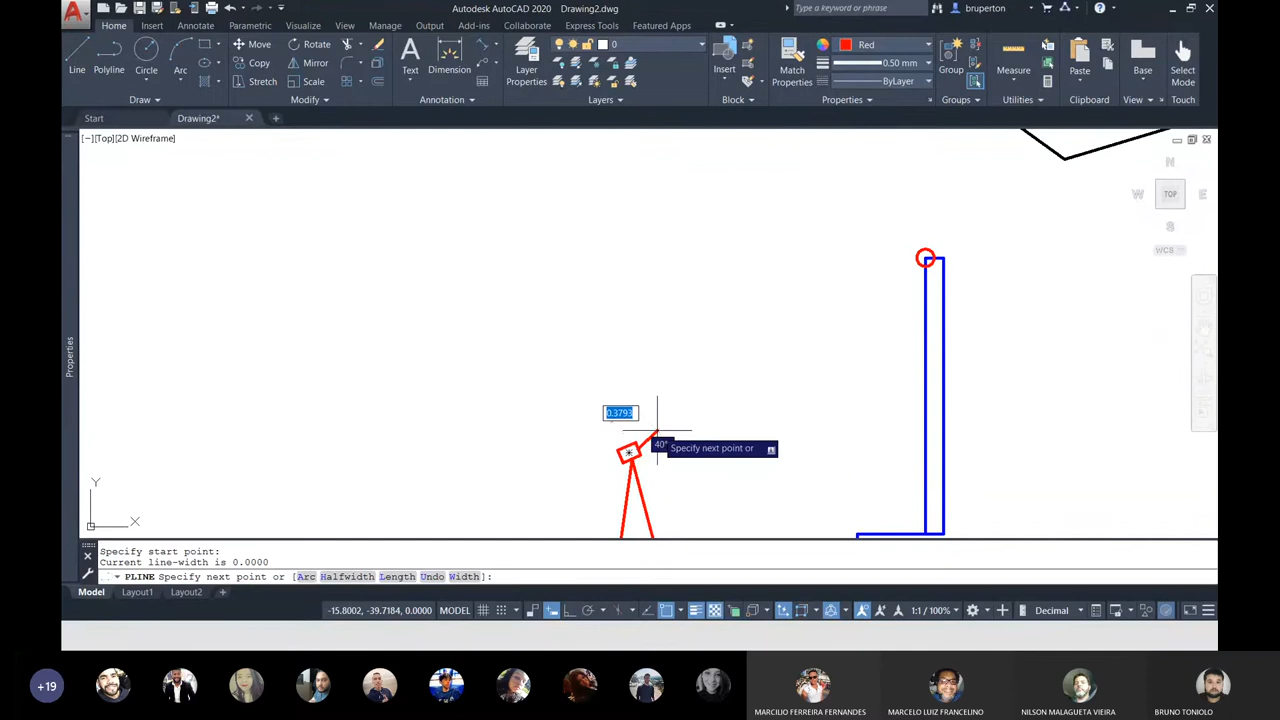 Autodesk AutoCAD 2020 Drawing2.dwg
Type a keyword or phrase
bruperton
Home Insert Annotate Parametric Visualize View Manage Output Add-ins Collaborate Express Tools Featured Apps
Line Polyline Circle Arc
Move Rotate
Copy Mirror
Stretch Scale
Text Dimension
Layer Properties
0
Insert
Match Properties
Red
0.50 mm
ByLayer
Group
Measure
Paste
Base
Select Mode
Draw Modify Annotation Layers Block Properties Groups Utilities Clipboard View Touch
Start Drawing2*
[−][Top][2D Wireframe]
N
W TOP E
S
WCS
Properties
0.3793
40°
Specify next point or
Y
X
Specify start point:
Current line-width is 0.0000
PLINE Specify next point or [Arc Halfwidth Length Undo Width]:
Model Layout1 Layout2 +
-15.8002, -39.7184, 0.0000 MODEL 1:1 / 100% Decimal
+19
MARCILIO FERREIRA FERNANDES
MARCELO LUIZ FRANCELINO
NILSON MALAGUETA VIEIRA
BRUNO TONIOLO